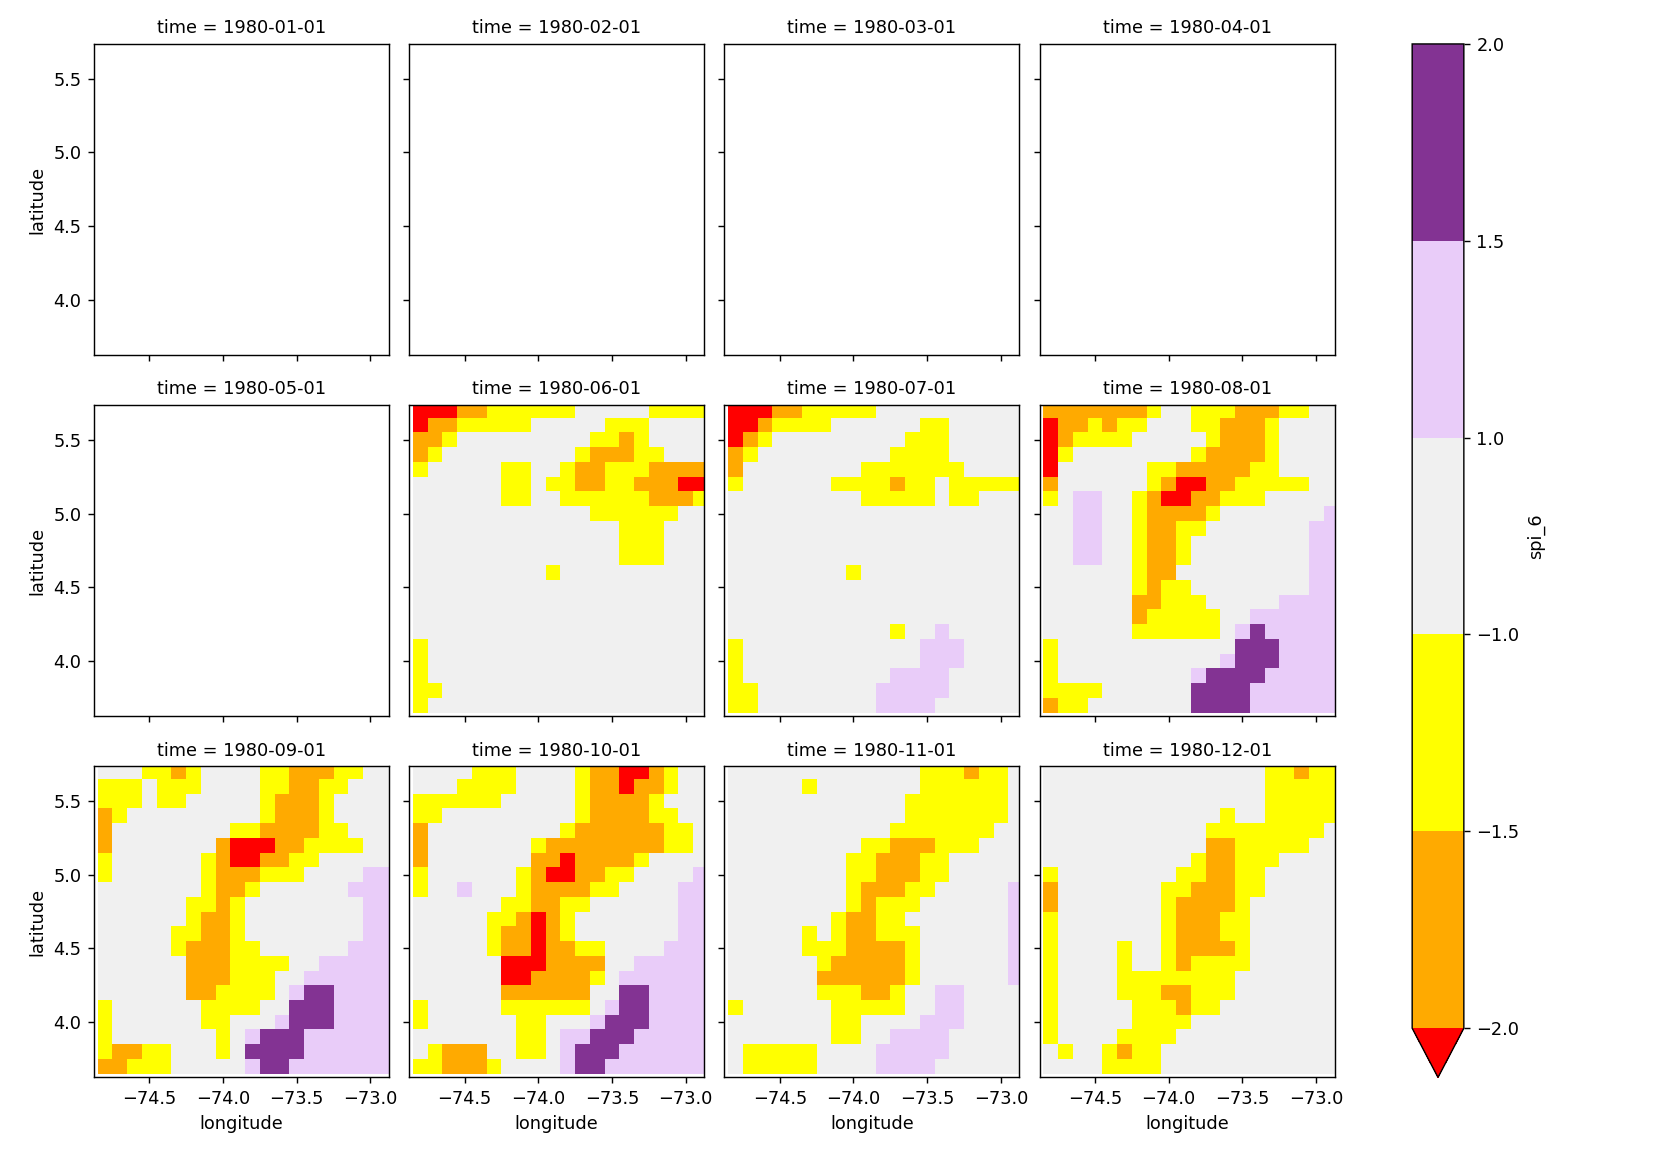 time = 1980-01-01
time = 1980-02-01
time = 1980-03-01
time = 1980-04-01
5.5
5.0
4.5
4.0
latitude
time = 1980-05-01
time = 1980-06-01
time = 1980-07-01
time = 1980-08-01
5.5
5.0
4.5
4.0
latitude
time = 1980-09-01
time = 1980-10-01
time = 1980-11-01
time = 1980-12-01
5.5
5.0
4.5
4.0
latitude
−74.5 −74.0 −73.5 −73.0
−74.5 −74.0 −73.5 −73.0
−74.5 −74.0 −73.5 −73.0
−74.5 −74.0 −73.5 −73.0
longitude
longitude
longitude
longitude
2.0
1.5
1.0
−1.0
−1.5
−2.0
spi_6